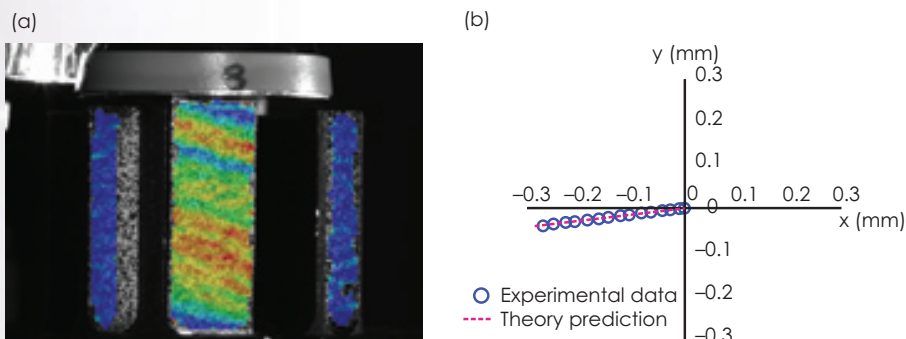 (a)
8
(b)
y (mm)
0.3
0.2
0.1
–0.3 –0.2 –0.1 0 0.1 0.2 0.3
0
x (mm)
–0.1
–0.2
–0.3
Experimental data
Theory prediction